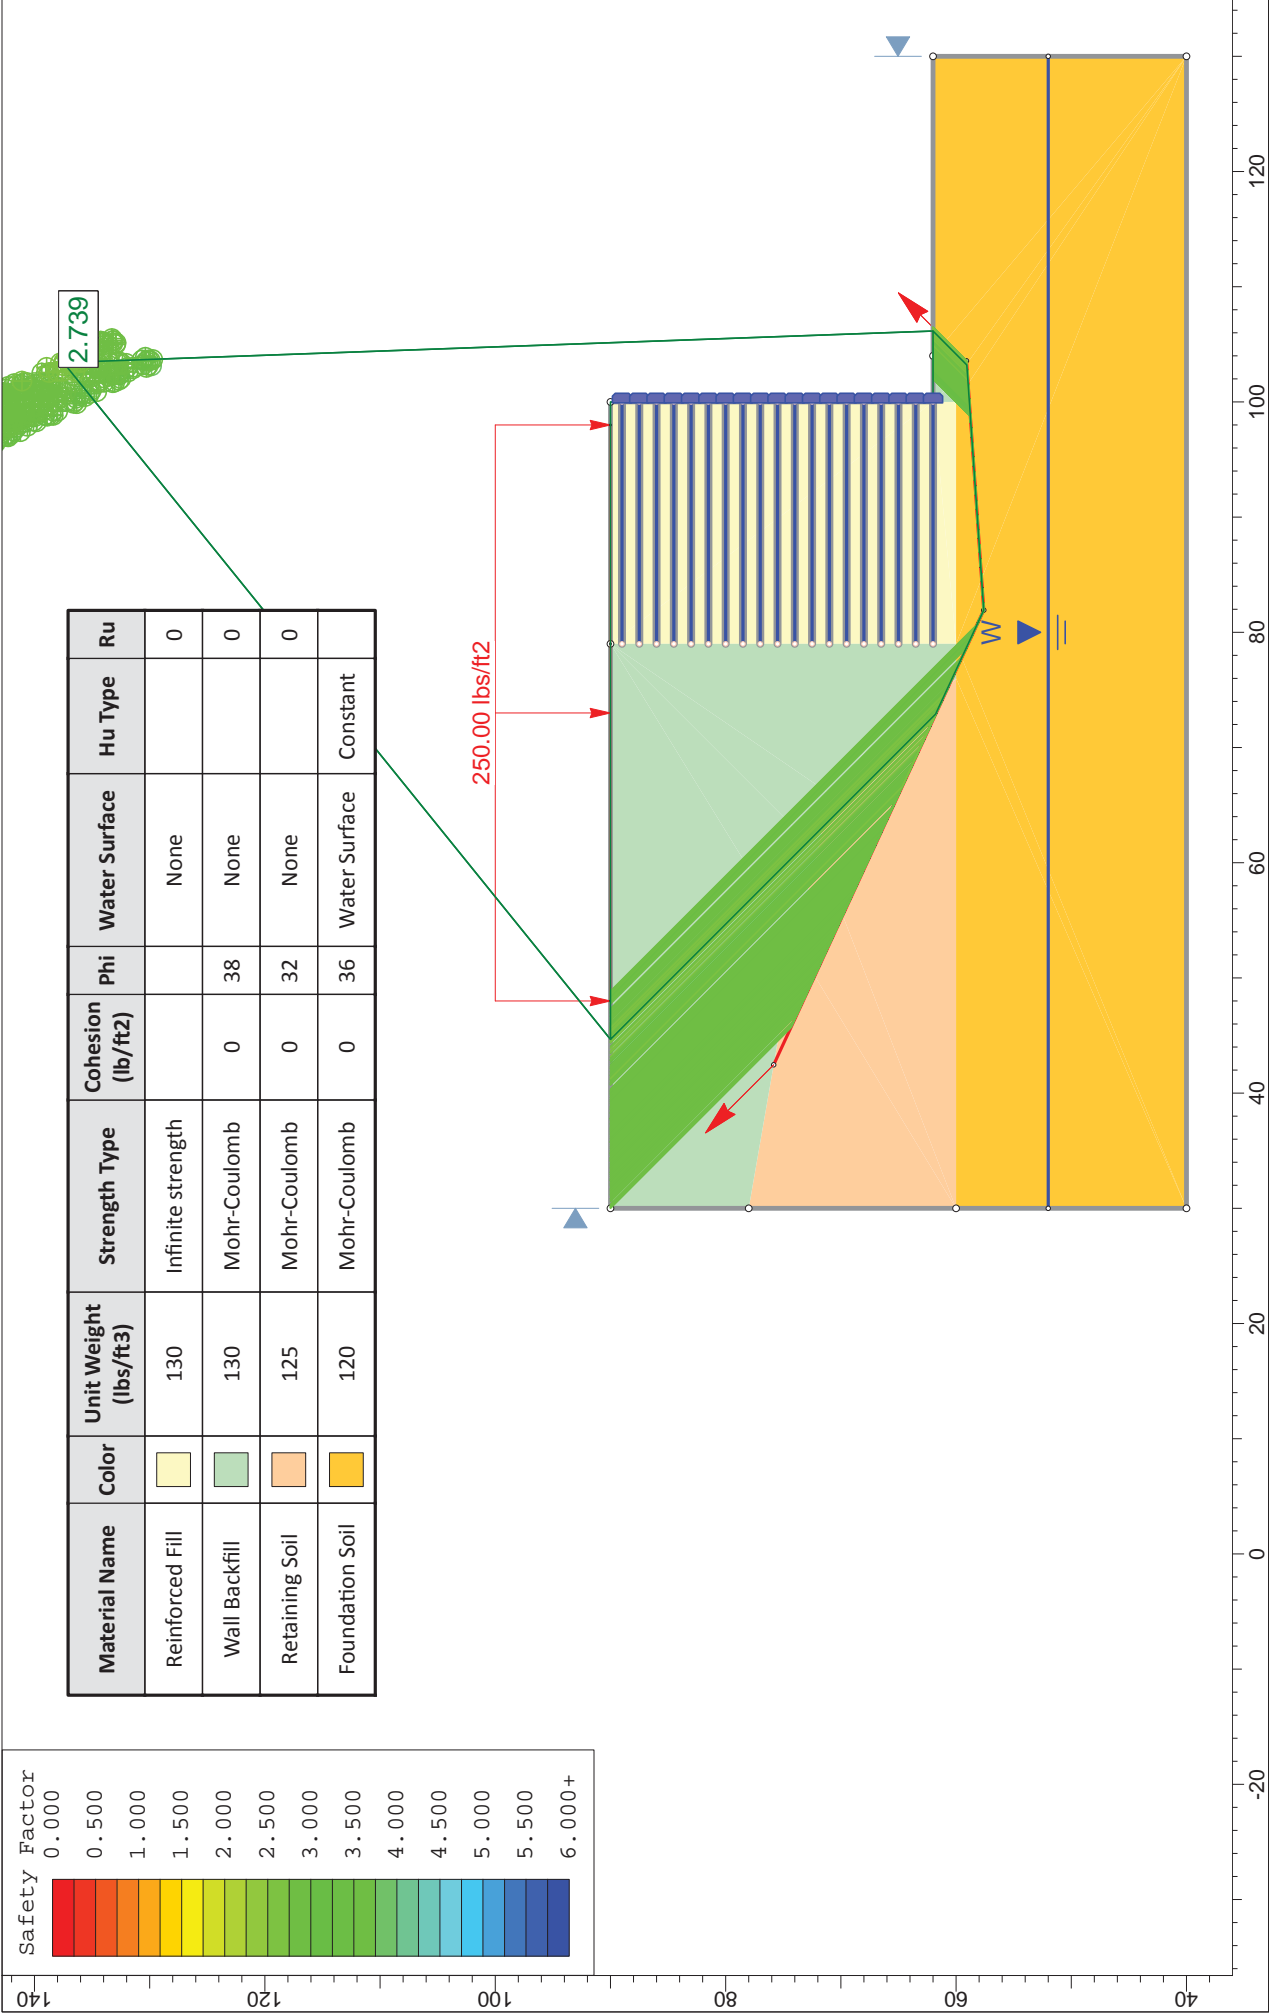 Safety Factor
0.000
0.500
1.000
1.500
2.000
2.500
3.000
3.500
4.000
4.500
5.000
5.500
6.000+
Material Name Color Unit Weight (lbs/ft3) Strength Type Cohesion (lb/ft2) Phi Water Surface Hu Type Ru
Reinforced Fill 130 Infinite strength None 0
Wall Backfill 130 Mohr-Coulomb 0 38 None 0
Retaining Soil 125 Mohr-Coulomb 0 32 None 0
Foundation Soil 120 Mohr-Coulomb 0 36 Water Surface Constant
2.739
250.00 lbs/ft2
W
140
120
100
80
60
40
-20 0 20 40 60 80 100 120